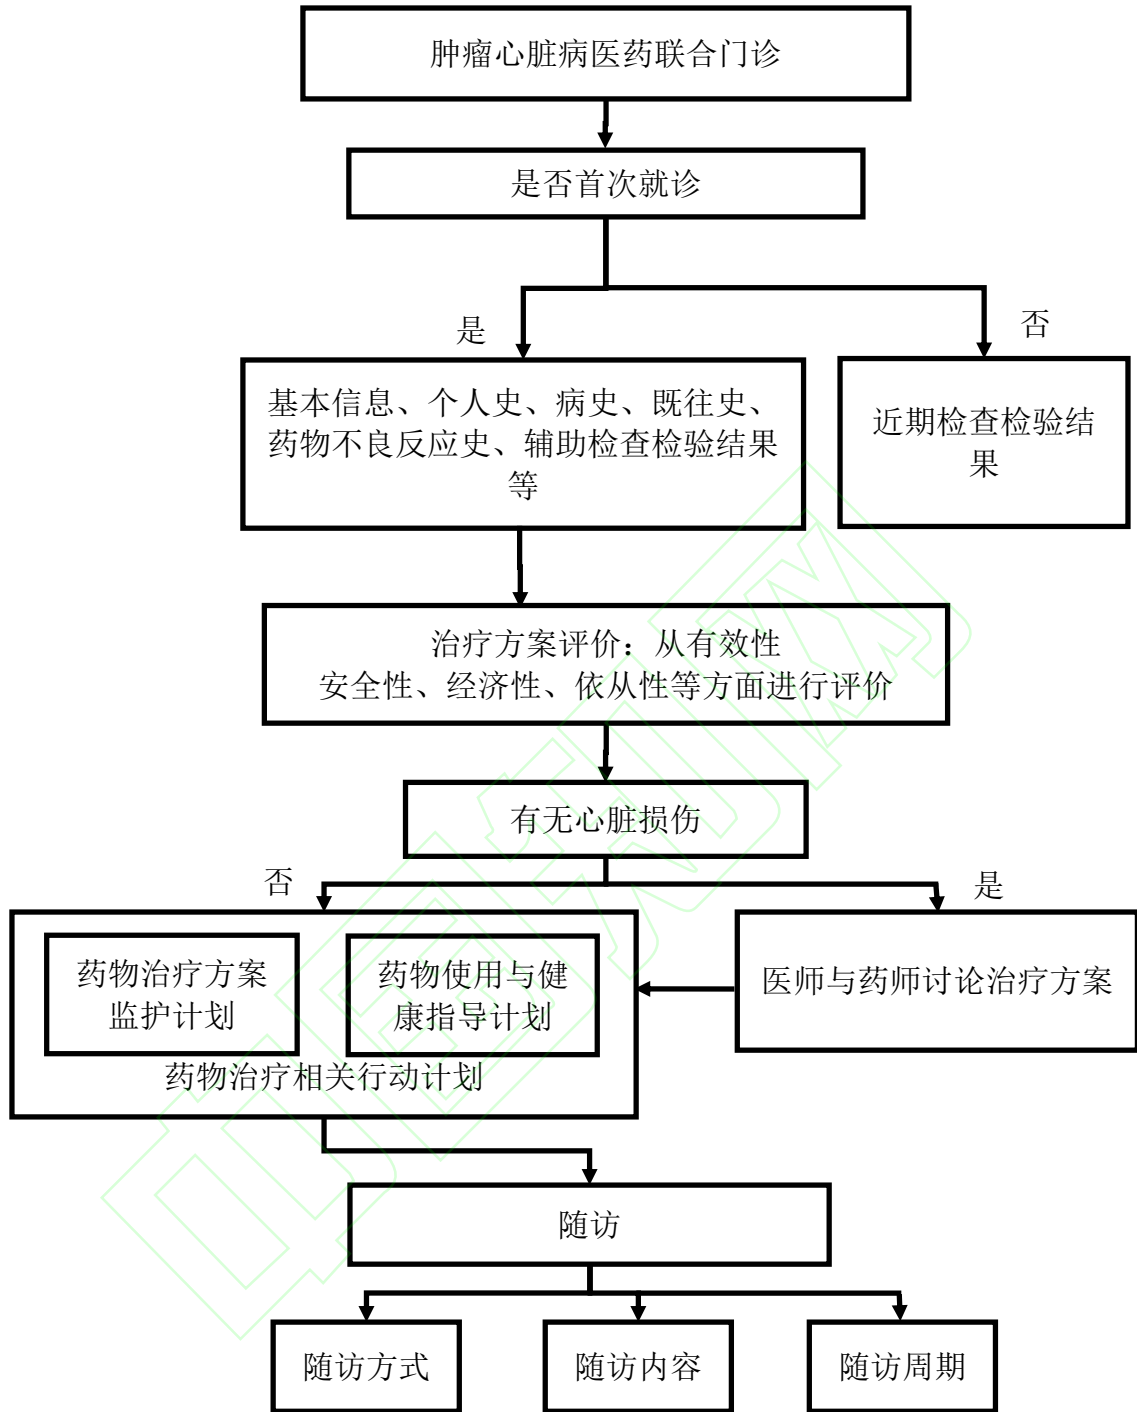 肿瘤心脏病医药联合门诊
是否首次就诊
是
否
基本信息、个人史、病史、既往史、
药物不良反应史、辅助检查检验结果
等
近期检查检验结
果
治疗方案评价：从有效性
安全性、经济性、依从性等方面进行评价
有无心脏损伤
否
是
药物治疗方案
监护计划
药物使用与健
康指导计划
药物治疗相关行动计划
医师与药师讨论治疗方案
随访
随访方式
随访内容
随访周期
中国知网